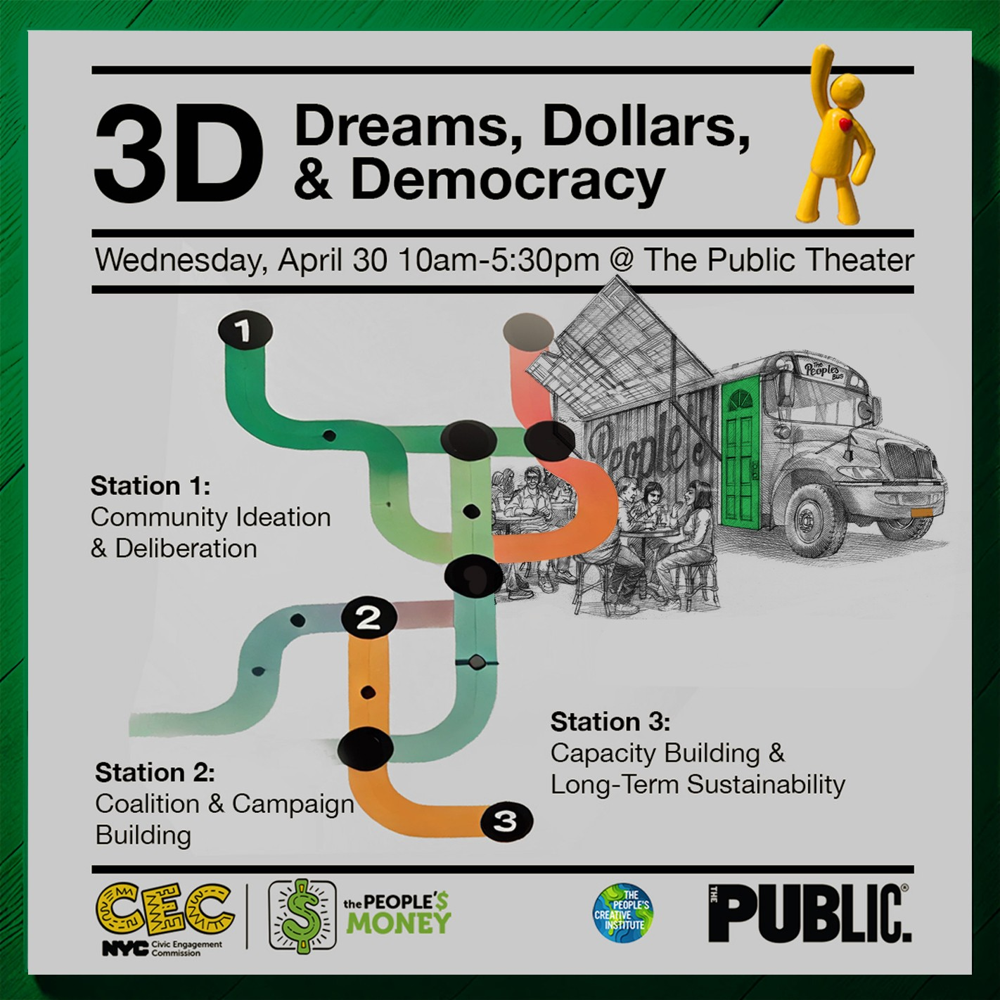 3D
Dreams, Dollars,
& Democracy
Wednesday, April 30 10am-5:30pm @ The Public Theater
1
The
Peoples
BUS
People's
Station 1:
Community Ideation
& Deliberation
2
Station 3:
Capacity Building &
Long-Term Sustainability
Station 2:
Coalition & Campaign
Building
3
CEC
NYC Civic Engagement
Commission
$
the PEOPLE'$
MONEY
THE
PEOPLE'S
CREATIVE
INSTITUTE
THE PUBLIC.®